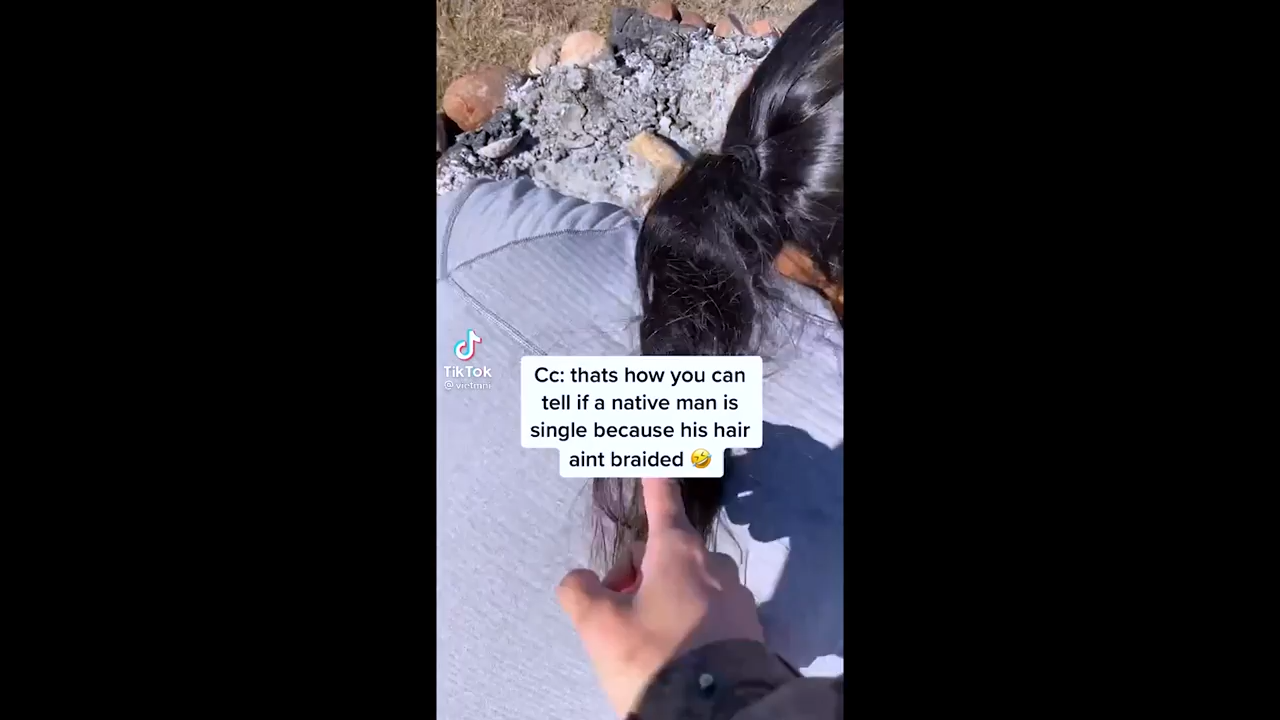 Cc: thats how you can
tell if a native man is
single because his hair
aint braided 🤣
TikTok